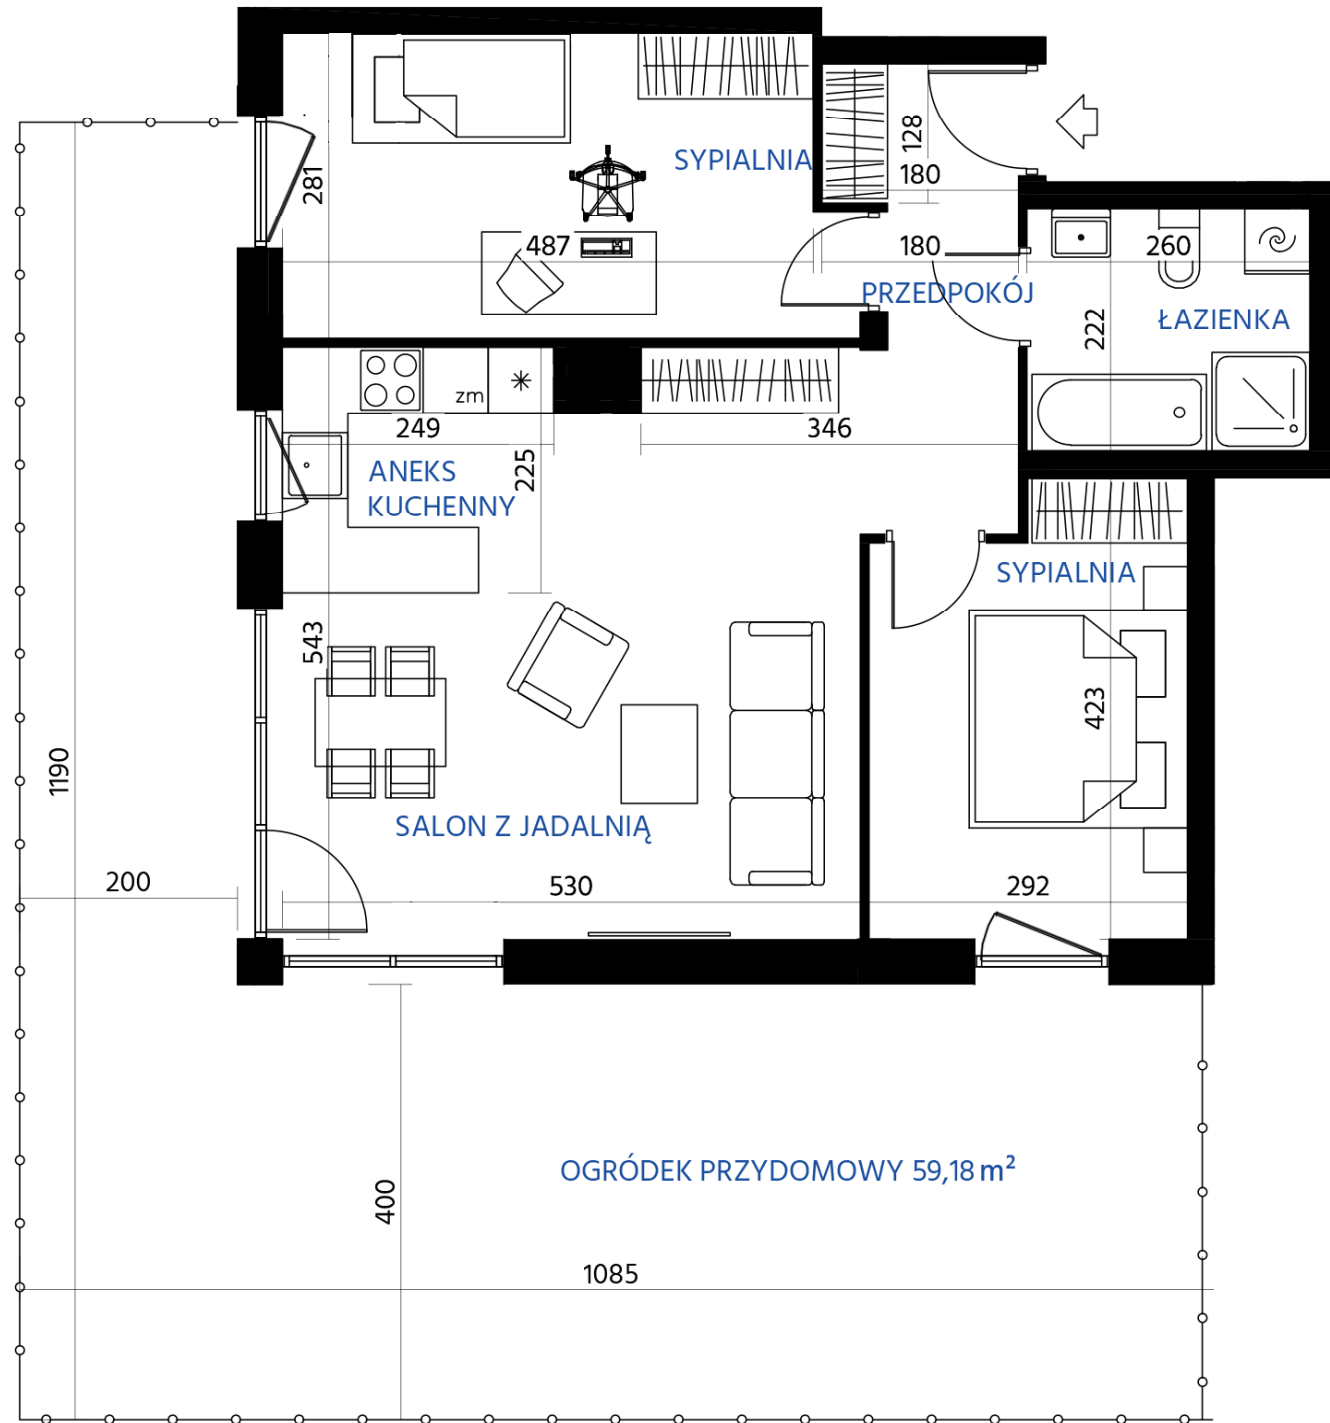 SYPIALNIA
128
180
281
487
180
260
PRZEDPOKÓJ
ŁAZIENKA
222
zm
249
346
225
ANEKS
KUCHENNY
SYPIALNIA
543
423
1190
SALON Z JADALNIĄ
200
530
292
OGRÓDEK PRZYDOMOWY 59,18 m²
400
1085